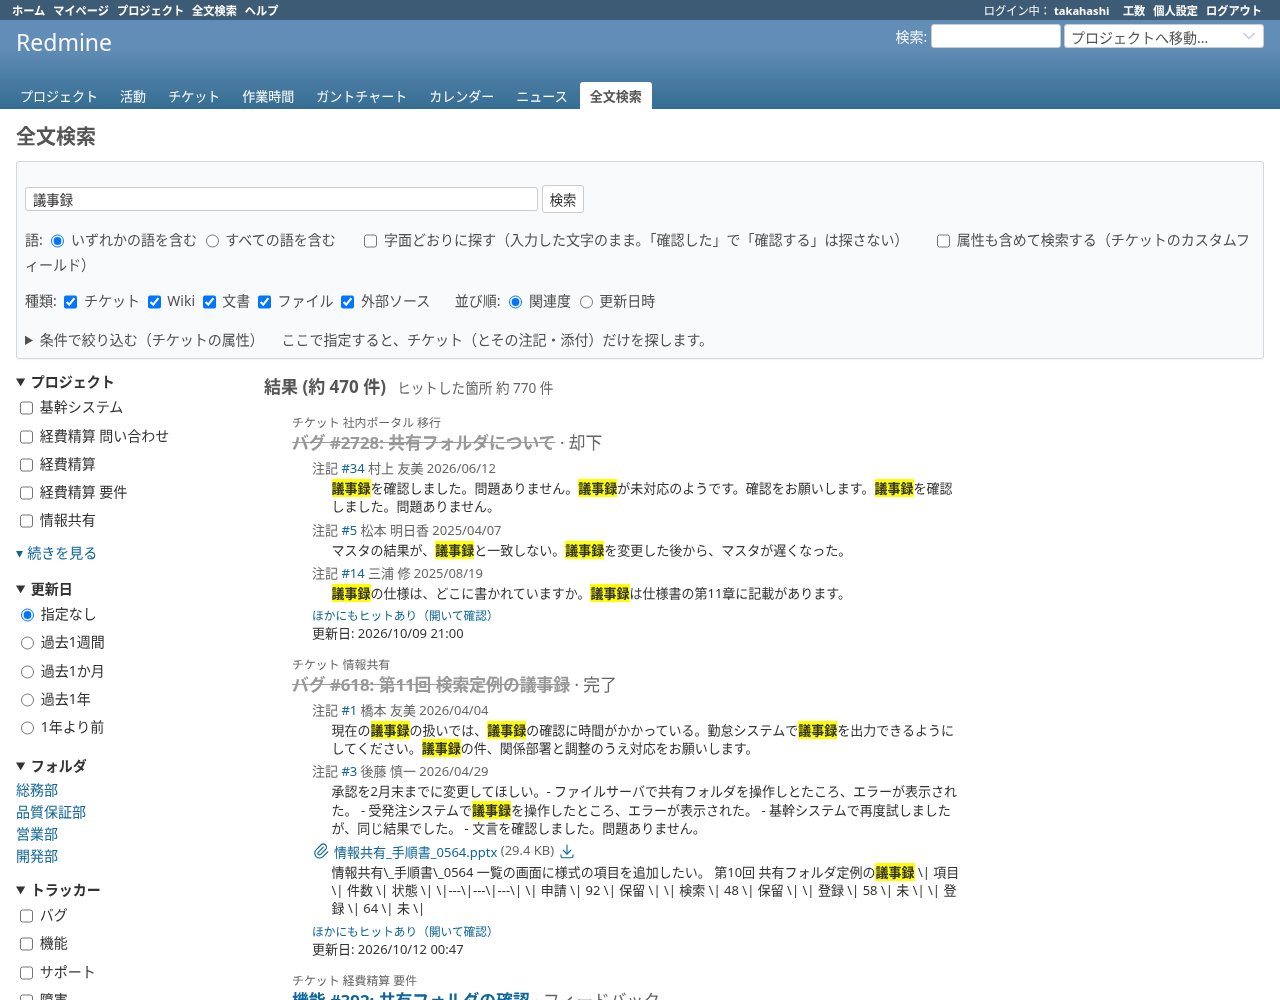 ホーム マイページ プロジェクト 全文検索 ヘルプ
ログイン中： takahashi 工数 個人設定 ログアウト
Redmine
検索: プロジェクトへ移動...
プロジェクト 活動 チケット 作業時間 ガントチャート カレンダー ニュース 全文検索
全文検索
議事録 検索
語: いずれかの語を含む すべての語を含む 字面どおりに探す（入力した文字のまま。「確認した」で「確認する」は探さない） 属性も含めて検索する（チケットのカスタムフ
ィールド）
種類: チケット Wiki 文書 ファイル 外部ソース 並び順: 関連度 更新日時
▶ 条件で絞り込む（チケットの属性） ここで指定すると、チケット（とその注記・添付）だけを探します。
▼ プロジェクト
基幹システム
経費精算 問い合わせ
経費精算
経費精算 要件
情報共有
▾ 続きを見る
▼ 更新日
指定なし
過去1週間
過去1か月
過去1年
1年より前
▼ フォルダ
総務部
品質保証部
営業部
開発部
▼ トラッカー
バグ
機能
サポート
障害
結果 (約 470 件) ヒットした箇所 約 770 件
チケット 社内ポータル 移行
バグ #2728: 共有フォルダについて · 却下
注記 #34 村上 友美 2026/06/12
議事録を確認しました。問題ありません。議事録が未対応のようです。確認をお願いします。議事録を確認
しました。問題ありません。
注記 #5 松本 明日香 2025/04/07
マスタの結果が、議事録と一致しない。議事録を変更した後から、マスタが遅くなった。
注記 #14 三浦 修 2025/08/19
議事録の仕様は、どこに書かれていますか。議事録は仕様書の第11章に記載があります。
ほかにもヒットあり（開いて確認）
更新日: 2026/10/09 21:00
チケット 情報共有
バグ #618: 第11回 検索定例の議事録 · 完了
注記 #1 橋本 友美 2026/04/04
現在の議事録の扱いでは、議事録の確認に時間がかかっている。勤怠システムで議事録を出力できるように
してください。議事録の件、関係部署と調整のうえ対応をお願いします。
注記 #3 後藤 慎一 2026/04/29
承認を2月末までに変更してほしい。- ファイルサーバで共有フォルダを操作しとたころ、エラーが表示され
た。 - 受発注システムで議事録を操作したところ、エラーが表示された。 - 基幹システムで再度試しました
が、同じ結果でした。 - 文言を確認しました。問題ありません。
情報共有_手順書_0564.pptx (29.4 KB)
情報共有\_手順書\_0564 一覧の画面に様式の項目を追加したい。 第10回 共有フォルダ定例の議事録 \| 項目
\| 件数 \| 状態 \| \|---\|---\|---\| \| 申請 \| 92 \| 保留 \| \| 検索 \| 48 \| 保留 \| \| 登録 \| 58 \| 未 \| \| 登
録 \| 64 \| 未 \|
ほかにもヒットあり（開いて確認）
更新日: 2026/10/12 00:47
チケット 経費精算 要件
機能 #392: 共有フォルダの確認 · フィードバック